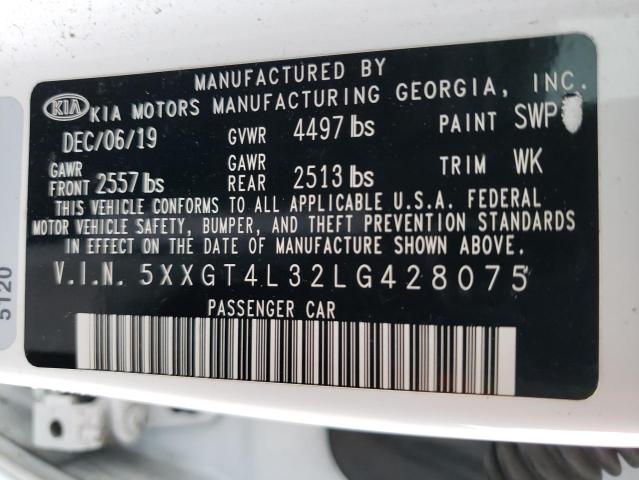 MANUFACTURED BY
KIA KIA MOTORS MANUFACTURING GEORGIA, INC.
DEC/06/19 GVWR 4497 lbs PAINT SWP
GAWR FRONT 2557 lbs GAWR REAR 2513 lbs TRIM WK
THIS VEHICLE CONFORMS TO ALL APPLICABLE U.S.A. FEDERAL
MOTOR VEHICLE SAFETY, BUMPER, AND THEFT PREVENTION STANDARDS
IN EFFECT ON THE DATE OF MANUFACTURE SHOWN ABOVE.
V.I.N. 5XXGT4L32LG428075
PASSENGER CAR
5120